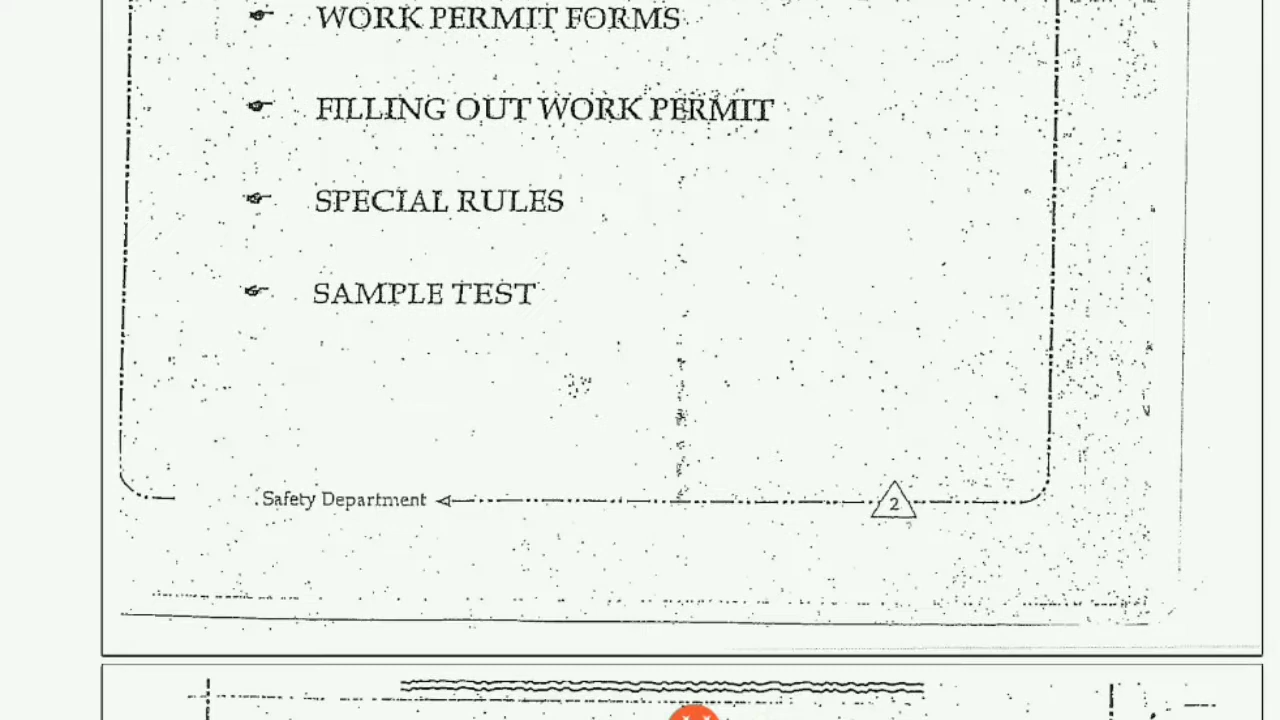 WORK PERMIT FORMS
FILLING OUT WORK PERMIT
SPECIAL RULES
SAMPLE TEST
Safety Department
2